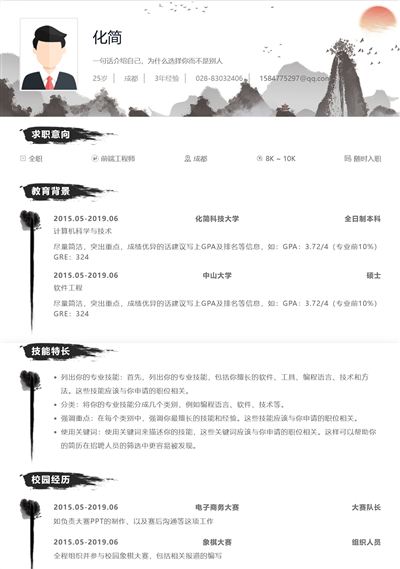 化简
一句话介绍自己，为什么选择你而不是别人
25岁 成都 3年经验 028-83032406 1584775297@qq.com
求职意向
全职 前端工程师 成都 8K ~ 10K 随时入职
教育背景
2015.05-2019.06 化简科技大学 全日制本科
计算机科学与技术
尽量简洁，突出重点，成绩优异的话建议写上GPA及排名等信息，如：GPA：3.72/4（专业前10%）
GRE：324
2015.05-2019.06 中山大学 硕士
软件工程
尽量简洁，突出重点，成绩优异的话建议写上GPA及排名等信息，如：GPA：3.72/4（专业前10%）
GRE：324
技能特长
• 列出你的专业技能：首先，列出你的专业技能，包括你擅长的软件、工具、编程语言、技术和方
法。这些技能应该与你申请的职位相关。
• 分类：将你的专业技能分成几个类别，例如编程语言、软件、技术等。
• 强调重点：在每个类别中，强调你最擅长的技能和经验。这些技能应该与你申请的职位相关。
• 使用关键词：使用关键词来描述你的技能，这些关键词应该与你申请的职位相关。这样可以帮助你
的简历在招聘人员的筛选中更容易被发现。
校园经历
2015.05-2019.06 电子商务大赛 大赛队长
如负责大赛PPT的制作，以及赛后沟通等这项工作
2015.05-2019.06 象棋大赛 组织人员
全程组织并参与校园象棋大赛，包括相关报道的编写